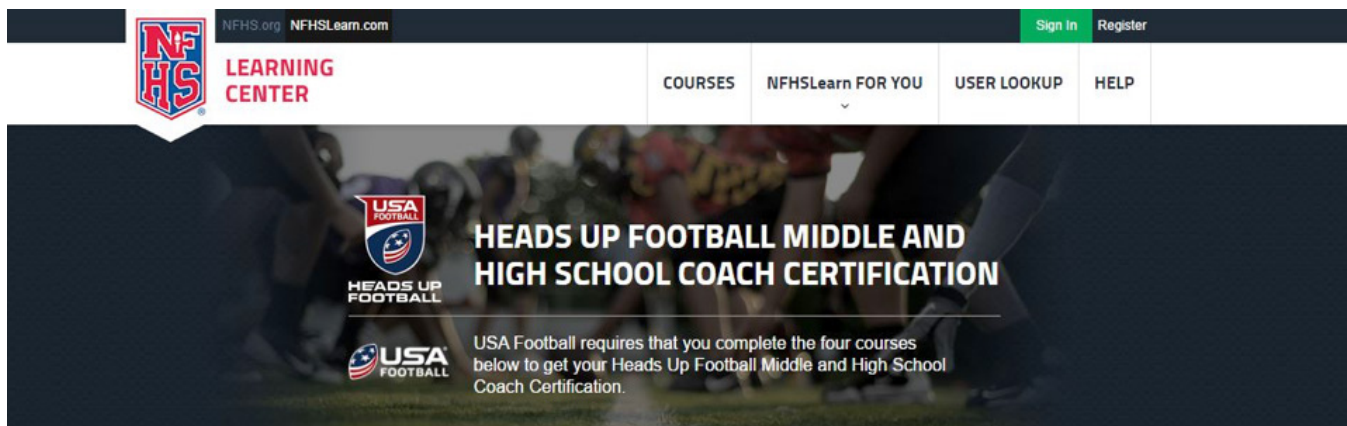 NFHS.org NFHSLearn.com
Sign In Register
NF
HS
®
LEARNING
CENTER
COURSES NFHSLearn FOR YOU USER LOOKUP HELP
USA
FOOTBALL
HEADS UP
FOOTBALL
HEADS UP FOOTBALL MIDDLE AND
HIGH SCHOOL COACH CERTIFICATION
USA
FOOTBALL
USA Football requires that you complete the four courses
below to get your Heads Up Football Middle and High School
Coach Certification.